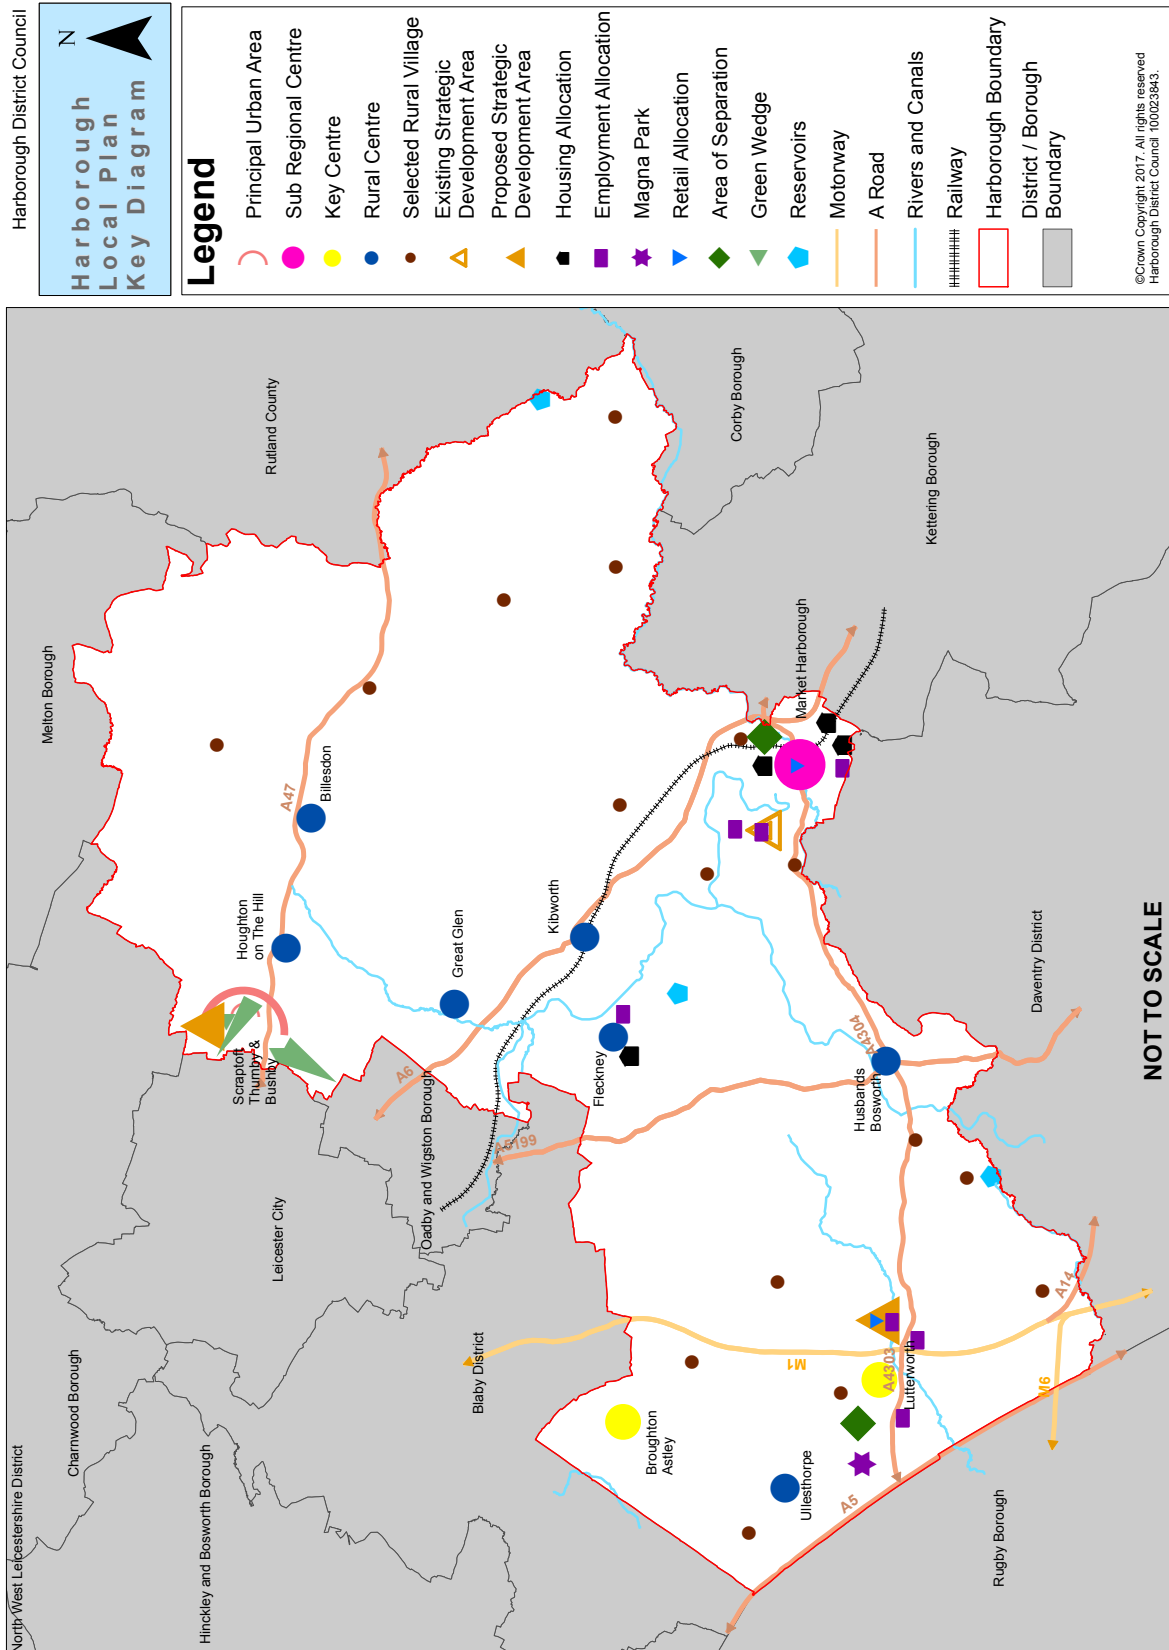 Harborough District Council
Harborough
Local Plan
Key Diagram
N
Legend
Principal Urban Area
Sub Regional Centre
Key Centre
Rural Centre
Selected Rural Village
Existing Strategic
Development Area
Proposed Strategic
Development Area
Housing Allocation
Employment Allocation
Magna Park
Retail Allocation
Area of Separation
Green Wedge
Reservoirs
Motorway
A Road
Rivers and Canals
Railway
Harborough Boundary
District / Borough
Boundary
©Crown Copyright 2017. All rights reserved
Harborough District Council 100023843.
North West Leicestershire District
Charnwood Borough
Hinckley and Bosworth Borough
Leicester City
Melton Borough
Rutland County
Corby Borough
Kettering Borough
Oadby and Wigston Borough
Blaby District
Rugby Borough
Daventry District
Scraptoft
Thurnby &
Bushby
Houghton
on The Hill
Billesdon
A47
Great Glen
A6
Kibworth
Fleckney
A5199
Market Harborough
Husbands
Bosworth
A4304
Broughton
Astley
Ullesthorpe
Lutterworth
A4303
M1
M6
A14
A5
NOT TO SCALE